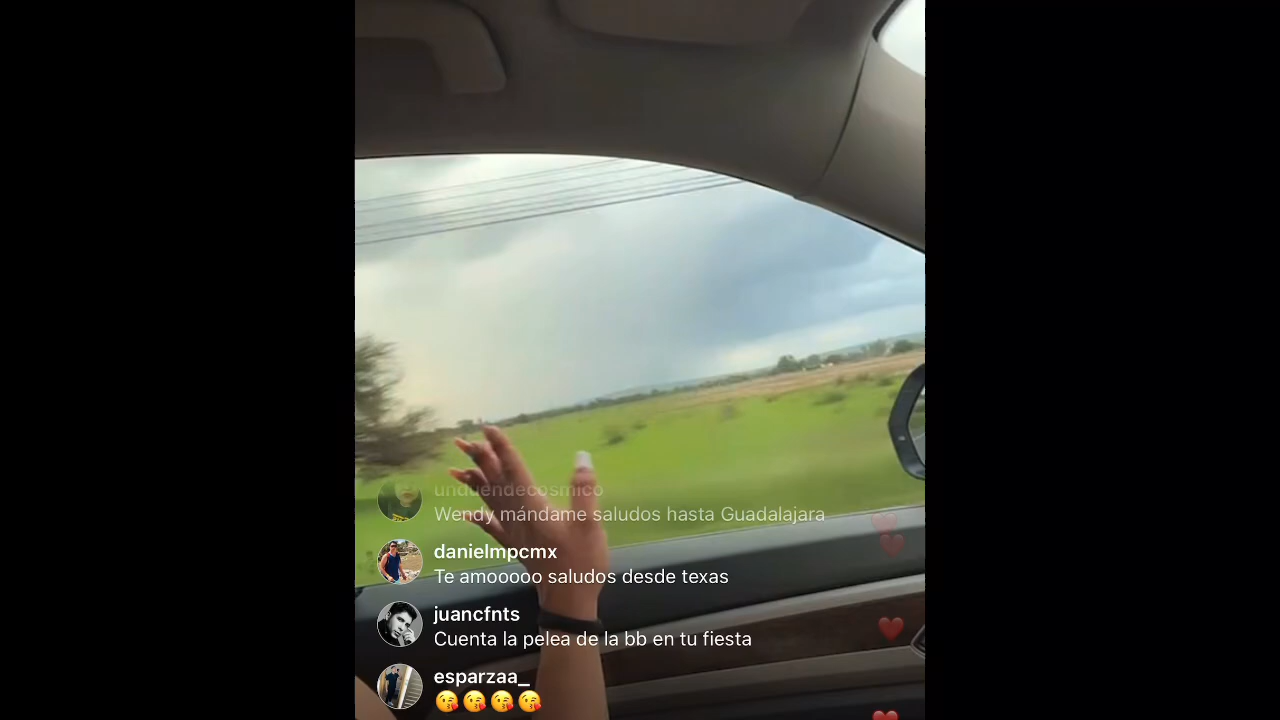 unduendecosmico
Wendy mándame saludos hasta Guadalajara
danielmpcmx
Te amooooo saludos desde texas
juancfnts
Cuenta la pelea de la bb en tu fiesta
esparzaa_
😘😘😘😘